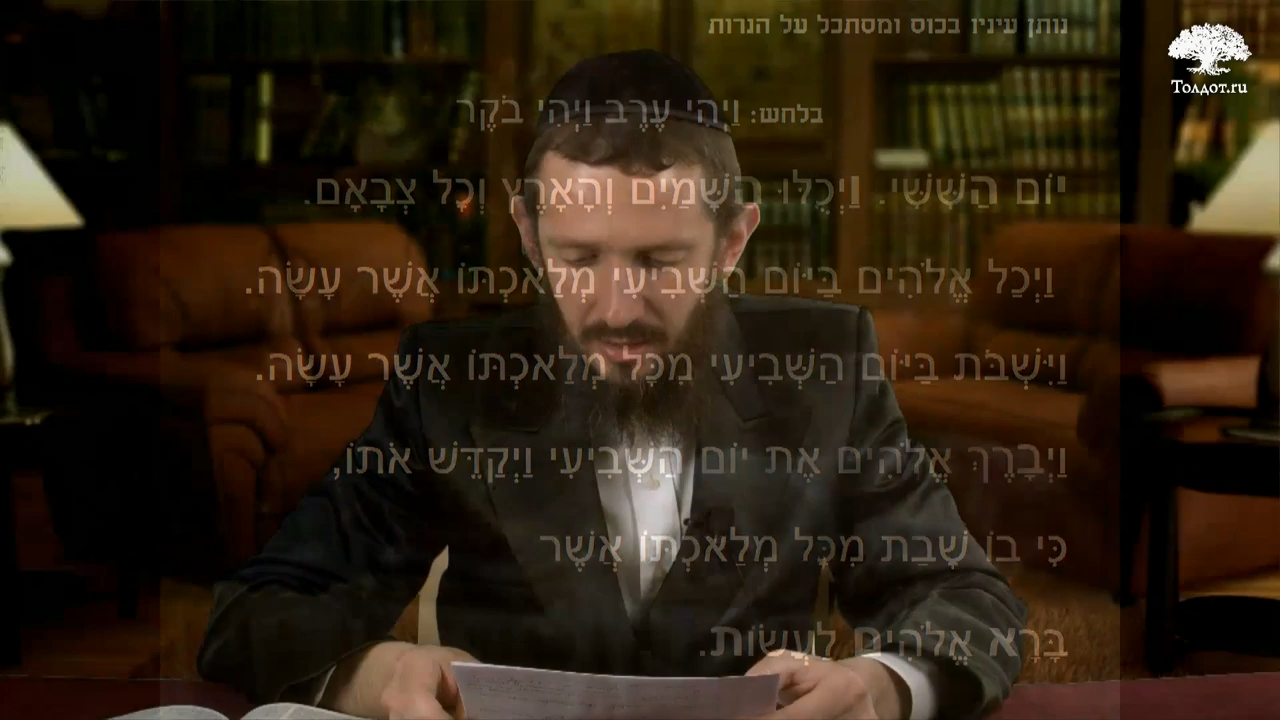 נותן עיניו בכוס ומסתכל על הנרות
Толдот.ru
בלחש: וַיְהִי עֶרֶב וַיְהִי בֹקֶר
יוֹם הַשִּׁשִּׁי. וַיְכֻלּוּ הַשָּׁמַיִם וְהָאָרֶץ וְכָל צְבָאָם.
וַיְכַל אֱלֹהִים בַּיּוֹם הַשְּׁבִיעִי מְלַאכְתּוֹ אֲשֶׁר עָשָׂה.
וַיִּשְׁבֹּת בַּיּוֹם הַשְּׁבִיעִי מִכָּל מְלַאכְתּוֹ אֲשֶׁר עָשָׂה.
וַיְבָרֶךְ אֱלֹהִים אֶת יוֹם הַשְּׁבִיעִי וַיְקַדֵּשׁ אֹתוֹ,
כִּי בוֹ שָׁבַת מִכָּל מְלַאכְתּוֹ אֲשֶׁר
בָּרָא אֱלֹהִים לַעֲשׂוֹת.